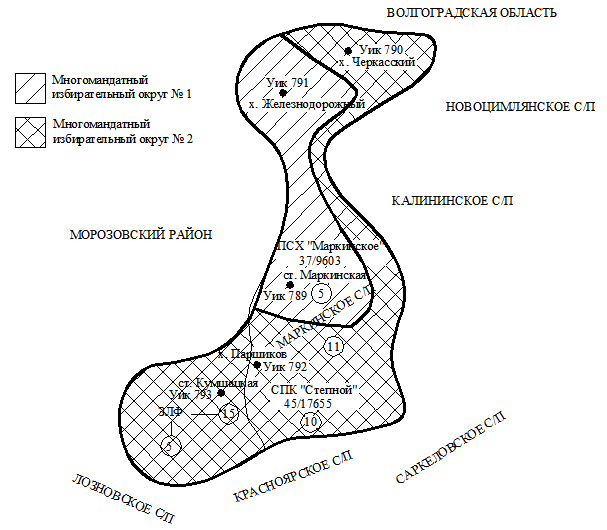 ВОЛГОГРАДСКАЯ ОБЛАСТЬ
Уик 790
х. Черкасский
Многомандатный
избирательный округ № 1
Уик 791
х. Железнодорожный
НОВОЦИМЛЯНСКОЕ С/П
Многомандатный
избирательный округ № 2
КАЛИНИНСКОЕ С/П
МОРОЗОВСКИЙ РАЙОН
ПСХ "Маркинское"
37/9603
ст. Маркинская
Уик 789
5
МАРКИНСКОЕ С/П
11
х. Паршиков
Уик 792
ст. Кумшацкая
Уик 793
СПК "Степной"
45/17655
ЗЛФ
15
10
5
САРКЕЛОВСКОЕ С/П
КРАСНОЯРСКОЕ С/П
ЛОЗНОВСКОЕ С/П